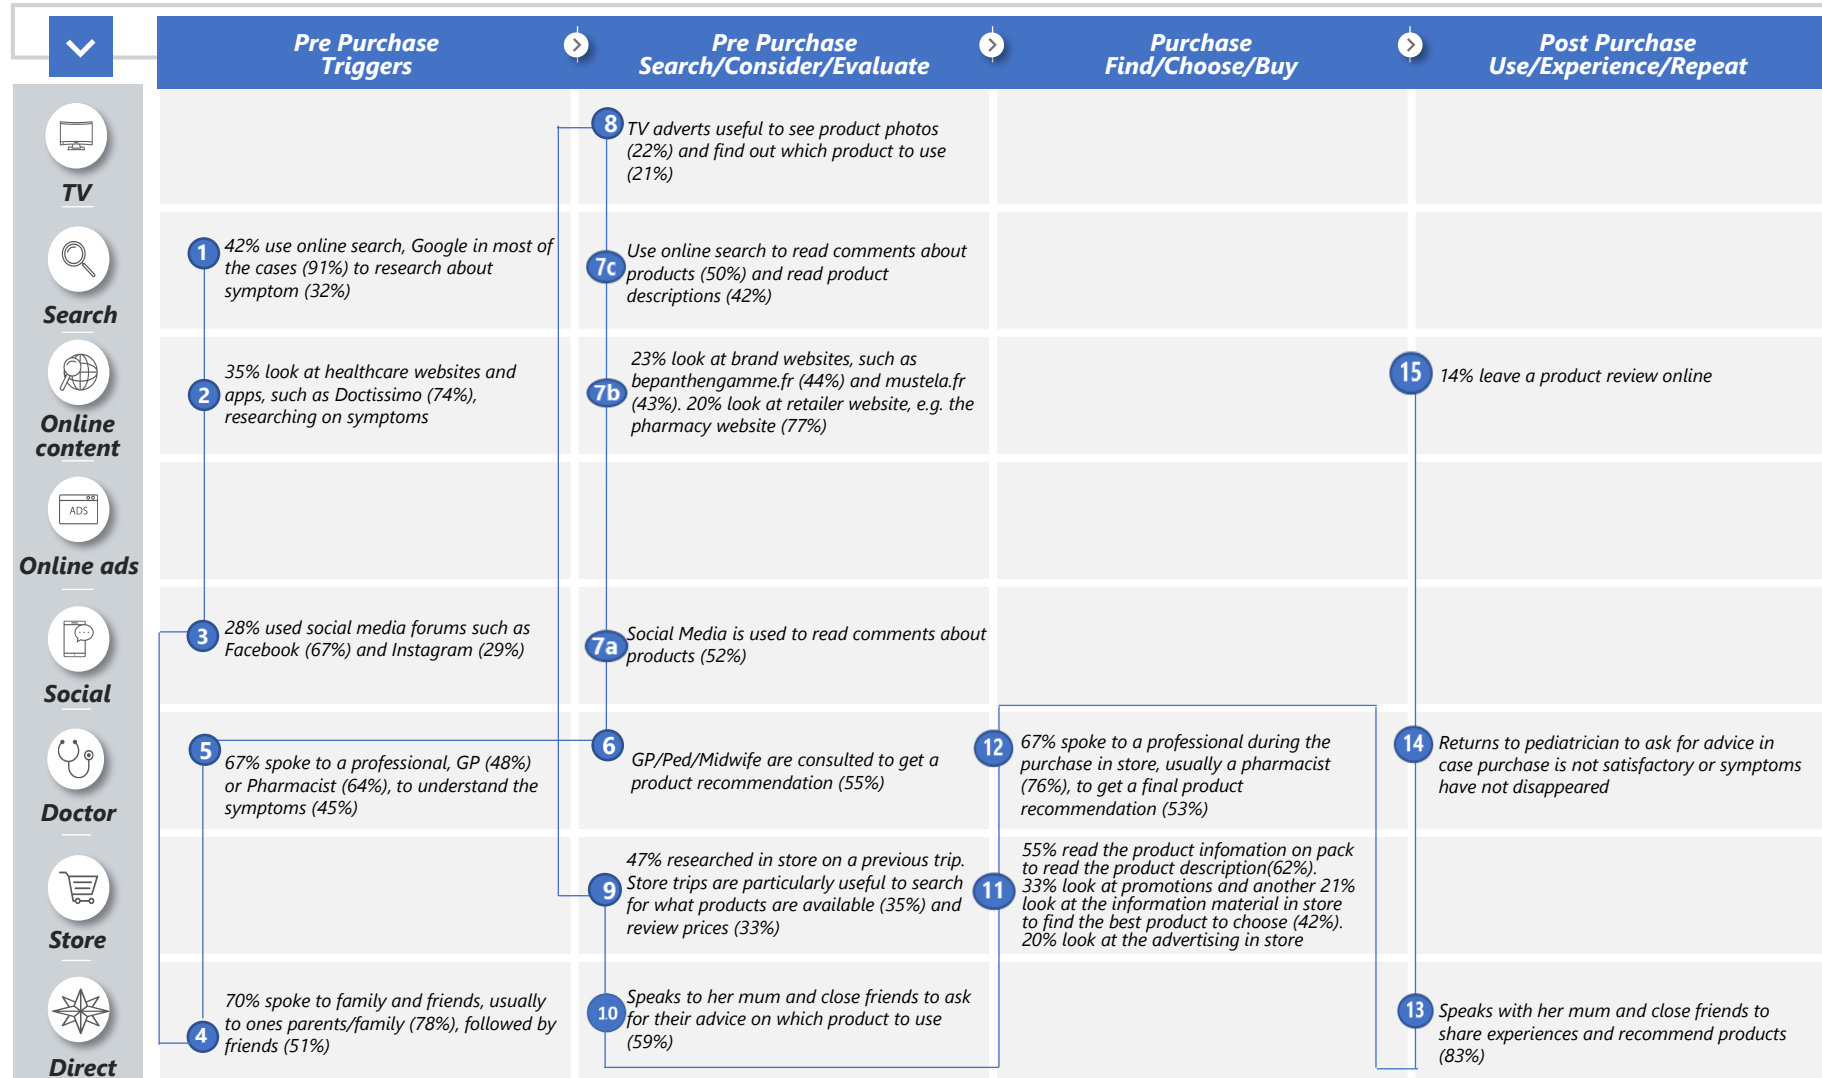 Pre Purchase
Triggers
Pre Purchase
Search/Consider/Evaluate
Purchase
Find/Choose/Buy
Post Purchase
Use/Experience/Repeat
TV
8
TV adverts useful to see product photos
(22%) and find out which product to use
(21%)
Search
1
42% use online search, Google in most of
the cases (91%) to research about
symptom (32%)
7c
Use online search to read comments about
products (50%) and read product
descriptions (42%)
Online
content
2
35% look at healthcare websites and
apps, such as Doctissimo (74%),
researching on symptoms
7b
23% look at brand websites, such as
bepanthengamme.fr (44%) and mustela.fr
(43%). 20% look at retailer website, e.g. the
pharmacy website (77%)
15
14% leave a product review online
ADS
Online ads
Social
3
28% used social media forums such as
Facebook (67%) and Instagram (29%)
7a
Social Media is used to read comments about
products (52%)
Doctor
5
67% spoke to a professional, GP (48%)
or Pharmacist (64%), to understand the
symptoms (45%)
6
GP/Ped/Midwife are consulted to get a
product recommendation (55%)
12
67% spoke to a professional during the
purchase in store, usually a pharmacist
(76%), to get a final product
recommendation (53%)
14
Returns to pediatrician to ask for advice in
case purchase is not satisfactory or symptoms
have not disappeared
Store
9
47% researched in store on a previous trip.
Store trips are particularly useful to search
for what products are available (35%) and
review prices (33%)
11
55% read the product infomation on pack
to read the product description(62%).
33% look at promotions and another 21%
look at the information material in store
to find the best product to choose (42%).
20% look at the advertising in store
Direct
4
70% spoke to family and friends, usually
to ones parents/family (78%), followed by
friends (51%)
10
Speaks to her mum and close friends to ask
for their advice on which product to use
(59%)
13
Speaks with her mum and close friends to
share experiences and recommend products
(83%)